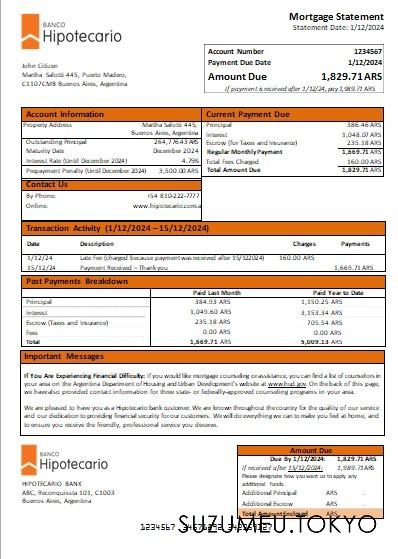 BANCO
Hipotecario
Mortgage Statement
Statement Date: 1/12/2024
Account Number 1234567
Payment Due Date 1/12/2024
Amount Due 1,829.71ARS
If payment is received after 1/12/24, pay 1,989.71ARS
John Citizen
Martha Salotti 445, Puerto Madero,
C1107CMB Buenos Aires, Argentina
Account Information
Property Address Martha Salotti 445,
Buenos Aires, Argentina
Outstanding Principal 264,776.43 ARS
Maturity Date December 2024
Interest Rate (Until December 2024) 4.75%
Prepayment Penalty (Until December 2024) 3,500.00 ARS
Contact Us
By Phone: +54 810-222-7777
Online: www.hipotecario.com.a
Current Payment Due
Principal 386.46 ARS
Interest 1,048.07 ARS
Escrow (for Taxes and Insurance) 235.18 ARS
Regular Monthly Payment 1,669.71 ARS
Total Fees Charged 160.00 ARS
Total Amount Due 1,829.71 ARS
Transaction Activity (1/12/2024 – 15/12/2024)
Date Description Charges Payments
1/12/24 Late Fee (charged because payment was received after 15/122024) 160.00 ARS
15/12/24 Payment Received – Thank you 1,669.71 ARS
Past Payments Breakdown
Paid Last Month Paid Year to Date
Principal 384.93 ARS 1,150.25 ARS
Interest 1,049.60 ARS 3,153.34 ARS
Escrow (Taxes and Insurance) 235.18 ARS 705.54 ARS
Fees 0.00 ARS 0.00 ARS
Total 1,669.71 ARS 5,009.13 ARS
Important Messages
If You Are Experiencing Financial Difficulty: If you would like mortgage counseling or assistance, you can find a list of counselors in
your area on the Argentina Department of Housing and Urban Development's website at www.hud.gov. On the back of this page,
we have also provided contact information for three state- or federally-approved counseling programs in your area.
We are pleased to have you as Hipotecario bank customer. We are known throughout the country for the quality of our service
and our dedication to providing financial security for our customers. We will do everything we can to make you feel at home, and
to ensure you receive the friendly, professional service you deserve.
BANCO
Hipotecario
HIPOTECARIO BANK
ABC, Reconquista 101, C1003
Buenos Aires, Argentina
Amount Due
Due By 1/12/2024: 1,829.71ARS
If received after 15/12/2024: 1,989.71ARS
Please designate how you want us to apply any
additional funds.
Additional Principal ARS .
Additional Escrow ARS .
Total Amount Enclosed ARS .
SUZUMEU.TOKYO
1234567